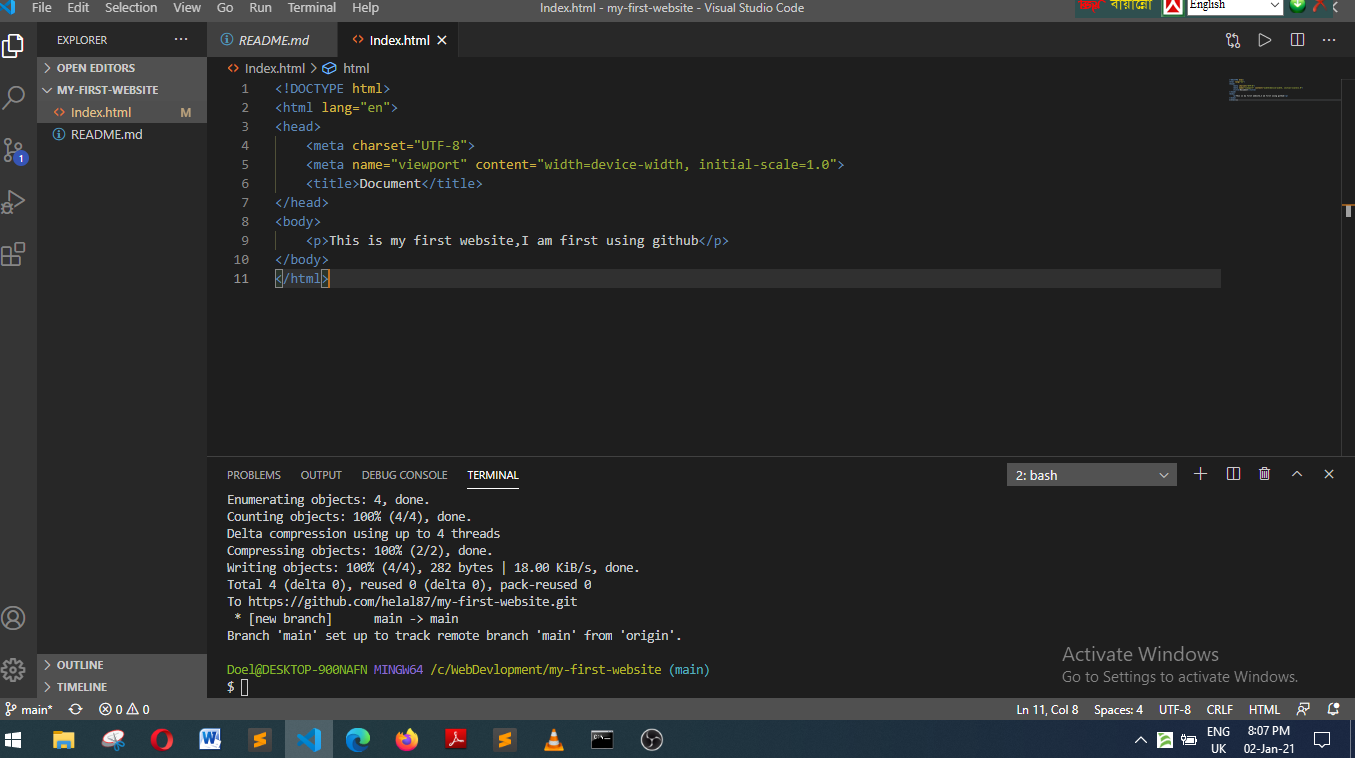 File Edit Selection View Go Run Terminal Help
Index.html - my-first-website - Visual Studio Code
English
EXPLORER
OPEN EDITORS
MY-FIRST-WEBSITE
Index.html M
README.md
1
OUTLINE
TIMELINE
README.md
Index.html
Index.html > html
1 <!DOCTYPE html>
2 <html lang="en">
3 <head>
4 <meta charset="UTF-8">
5 <meta name="viewport" content="width=device-width, initial-scale=1.0">
6 <title>Document</title>
7 </head>
8 <body>
9 <p>This is my first website,I am first using github</p>
10 </body>
11 </html>
PROBLEMS OUTPUT DEBUG CONSOLE TERMINAL
2: bash
Enumerating objects: 4, done.
Counting objects: 100% (4/4), done.
Delta compression using up to 4 threads
Compressing objects: 100% (2/2), done.
Writing objects: 100% (4/4), 282 bytes | 18.00 KiB/s, done.
Total 4 (delta 0), reused 0 (delta 0), pack-reused 0
To https://github.com/helal87/my-first-website.git
* [new branch] main -> main
Branch 'main' set up to track remote branch 'main' from 'origin'.
Doel@DESKTOP-900NAFN MINGW64 /c/WebDevlopment/my-first-website (main)
$
Activate Windows
Go to Settings to activate Windows.
main* 0 0
Ln 11, Col 8 Spaces: 4 UTF-8 CRLF HTML
ENG
UK
8:07 PM
02-Jan-21